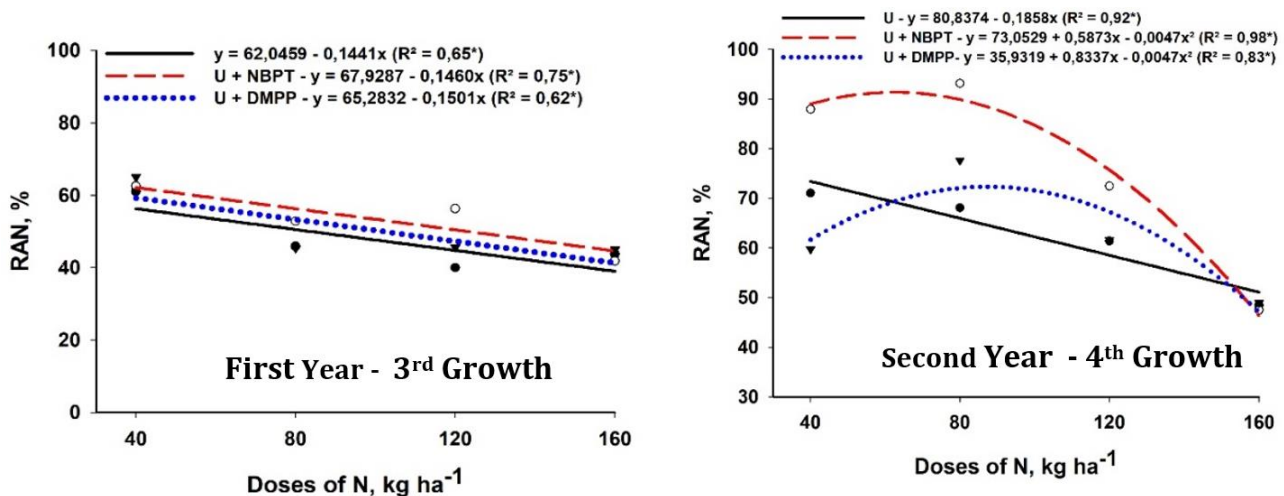 y = 62,0459 - 0,1441x (R² = 0,65*)
U + NBPT - y = 67,9287 - 0,1460x (R² = 0,75*)
U + DMPP - y = 65,2832 - 0,1501x (R² = 0,62*)
100
80
60
40
20
0
RAN, %
40 80 120 160
Doses of N, kg ha⁻¹
First Year - 3ʳᵈ Growth
U - y = 80,8374 - 0,1858x (R² = 0,92*)
U + NBPT - y = 73,0529 + 0,5873x - 0,0047x² (R² = 0,98*)
U + DMPP - y = 35,9319 + 0,8337x - 0,0047x² (R² = 0,83*)
100
90
80
70
60
50
40
30
RAN, %
40 80 120 160
Doses of N, kg ha⁻¹
Second Year - 4ᵗʰ Growth